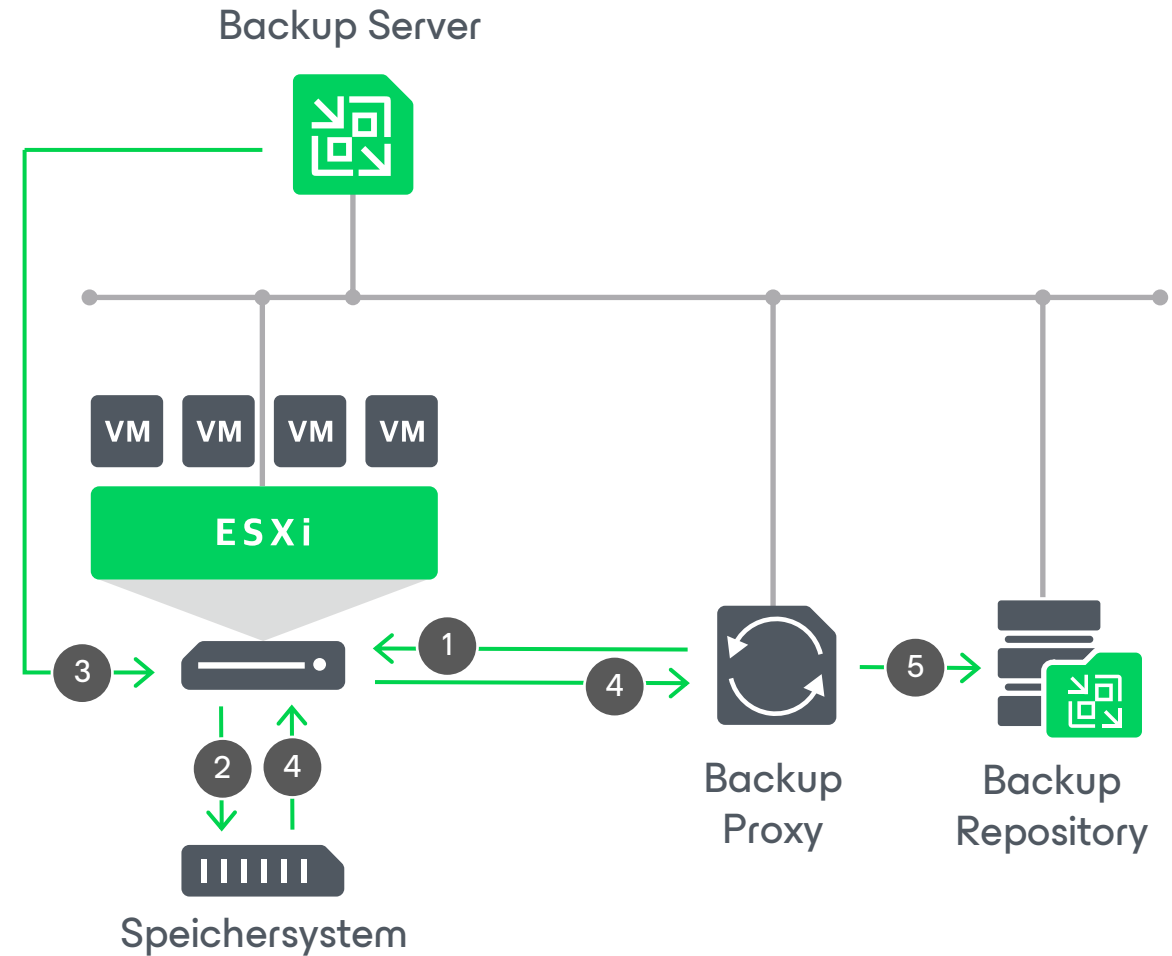 Backup Server
VM VM VM VM
ESXi
1
3
4
5
2 4
Backup
Proxy
Backup
Repository
Speichersystem